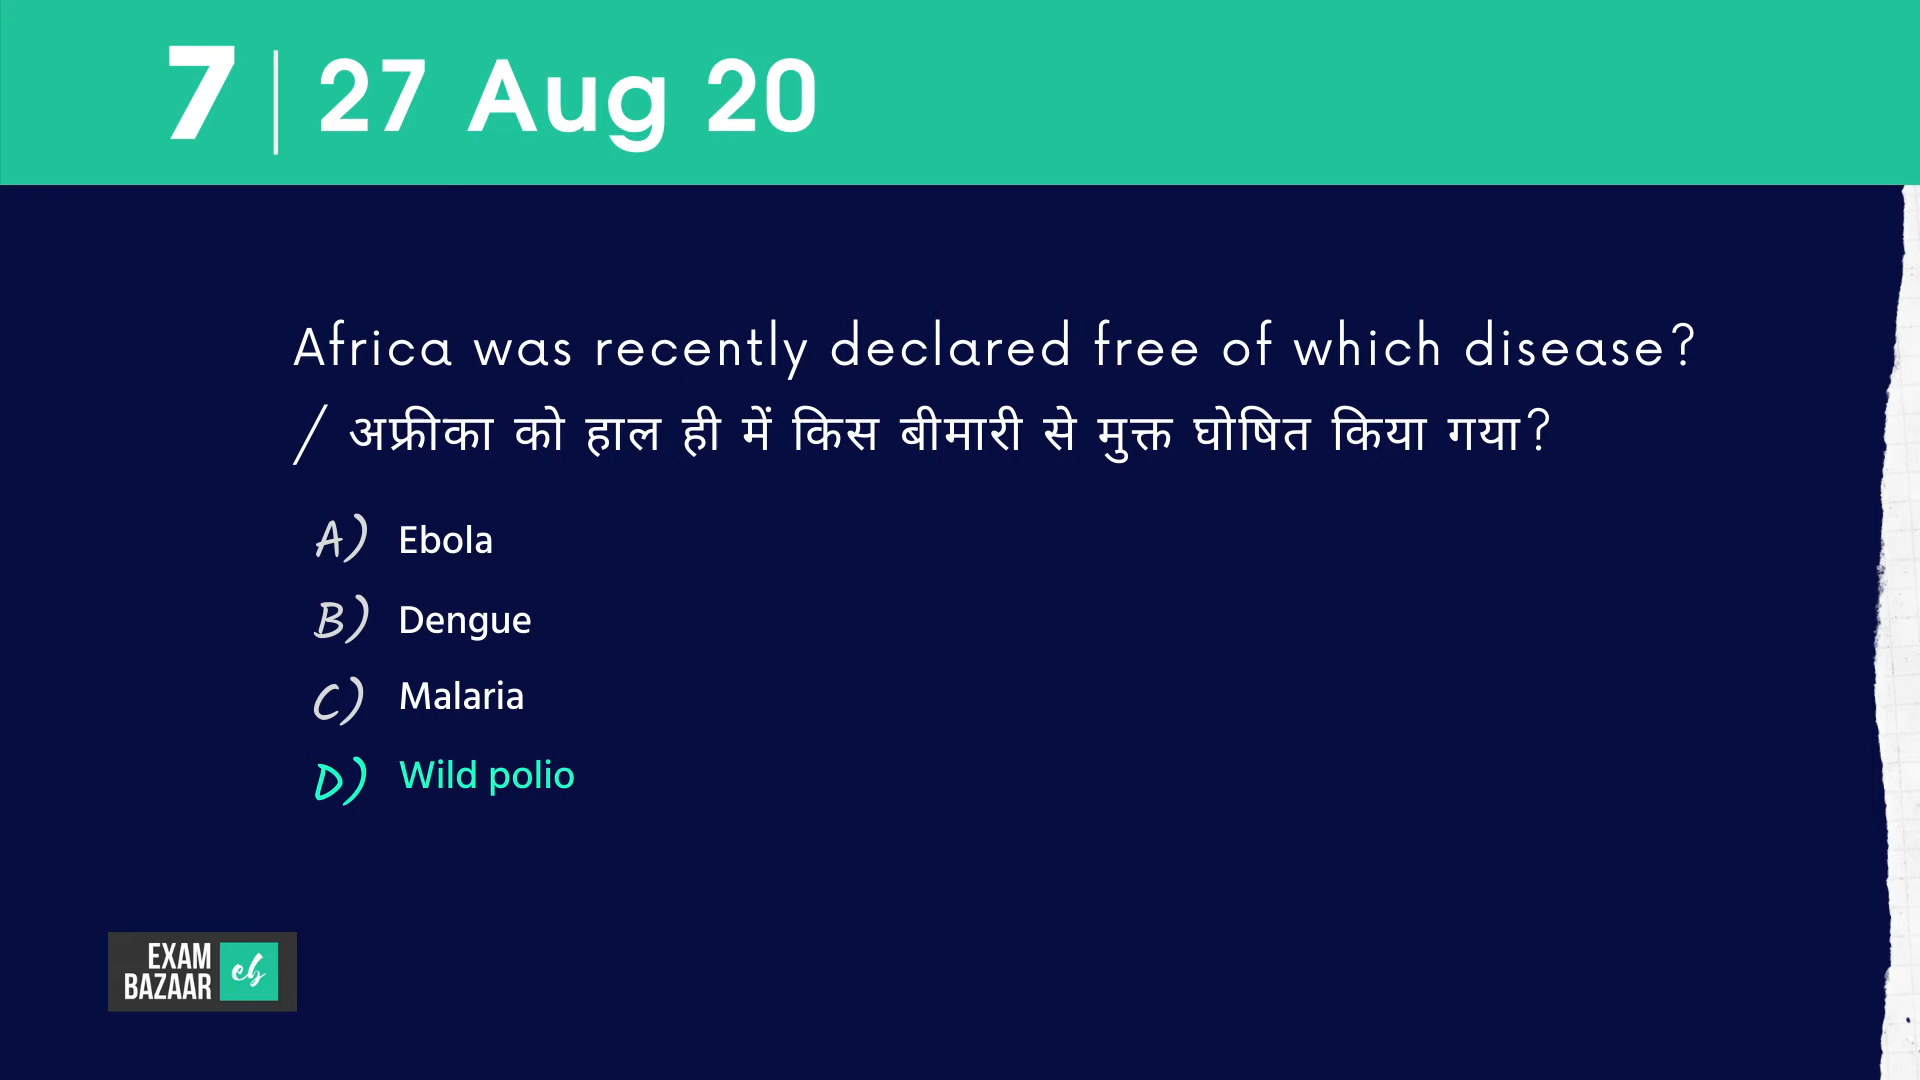 7 | 27 Aug 20
Africa was recently declared free of which disease?
/ अफ्रीका को हाल ही में किस बीमारी से मुक्त घोषित किया गया?
A) Ebola
B) Dengue
C) Malaria
D) Wild polio
EXAM
BAZAAR eb